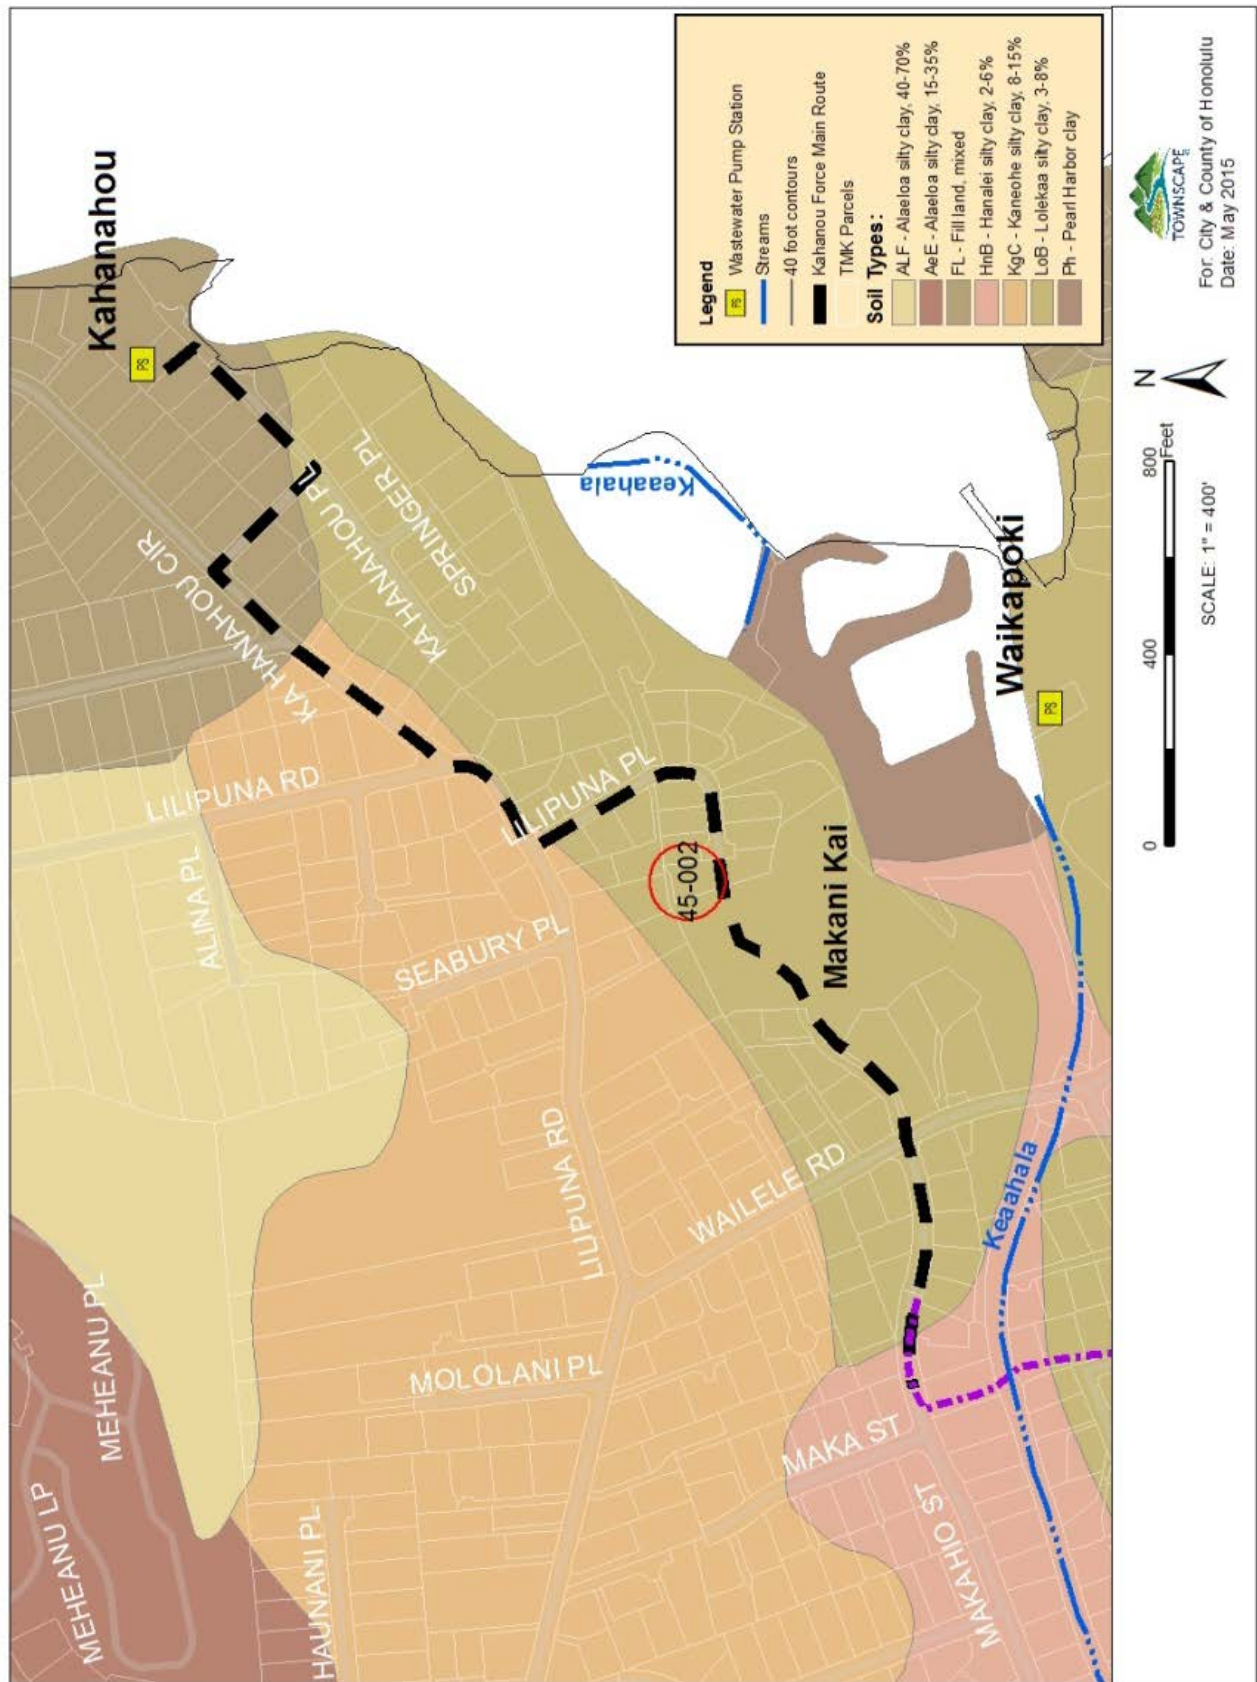 Kahanahou
KA HANAHOU CIR
KA HANAHOU PL
SPRINGER PL
LILIPUNA RD
ALINA PL
LILIPUNA PL
SEABURY PL
45-002
Keaahala
Makani Kai
Waikapoki
LILIPUNA RD
WAILELE RD
Keaahala
MEHEANU PL
MEHEANU LP
MOLOLANI PL
HAUNANI PL
MAKA ST
MAKAHIO ST
PS
PS
Legend
PS Wastewater Pump Station
Streams
40 foot contours
Kahanou Force Main Route
TMK Parcels
Soil Types:
ALF - Alaeloa silty clay, 40-70%
AeE - Alaeloa silty clay, 15-35%
FL - Fill land, mixed
HnB - Hanalei silty clay, 2-6%
KgC - Kaneohe silty clay, 8-15%
LoB - Lolekaa silty clay, 3-8%
Ph - Pearl Harbor clay
0 400 800
Feet
SCALE: 1" = 400'
N
TOWNSCAPE
For: City & County of Honolulu
Date: May 2015